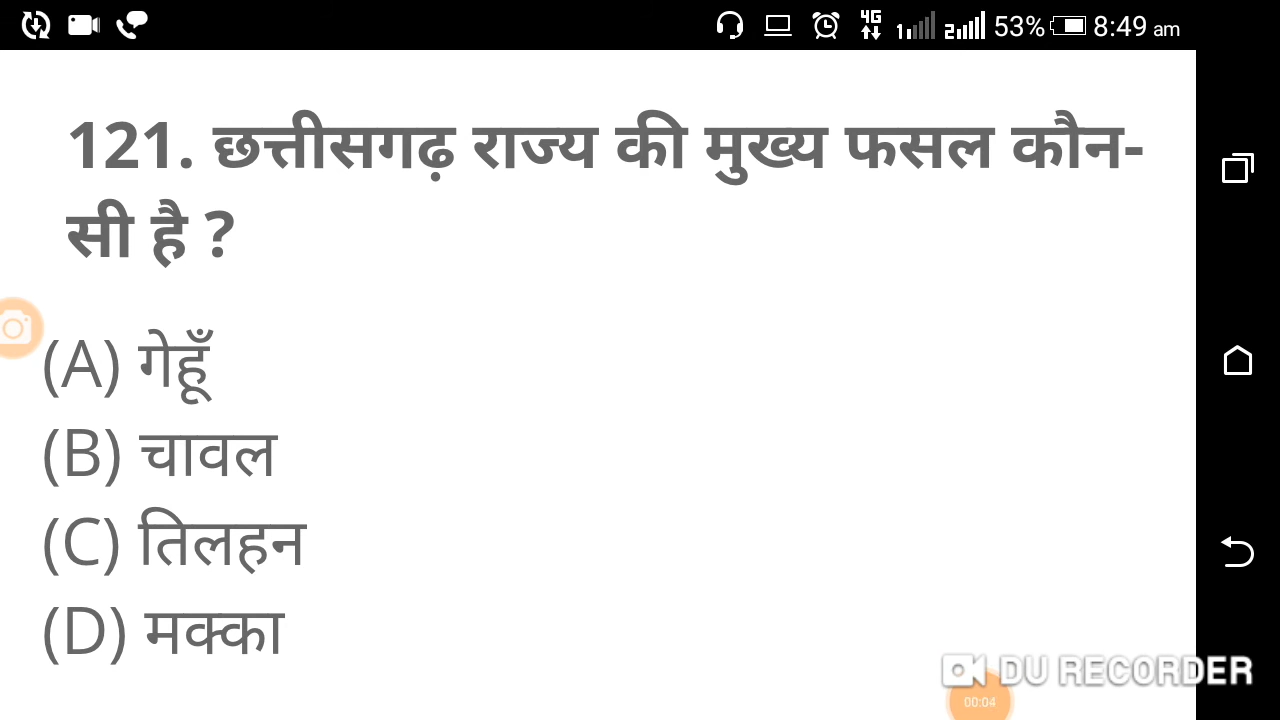 53% 8:49 am
121. छत्तीसगढ़ राज्य की मुख्य फसल कौन-
सी है ?
(A) गेहूँ
(B) चावल
(C) तिलहन
(D) मक्का
DU RECORDER
00:04